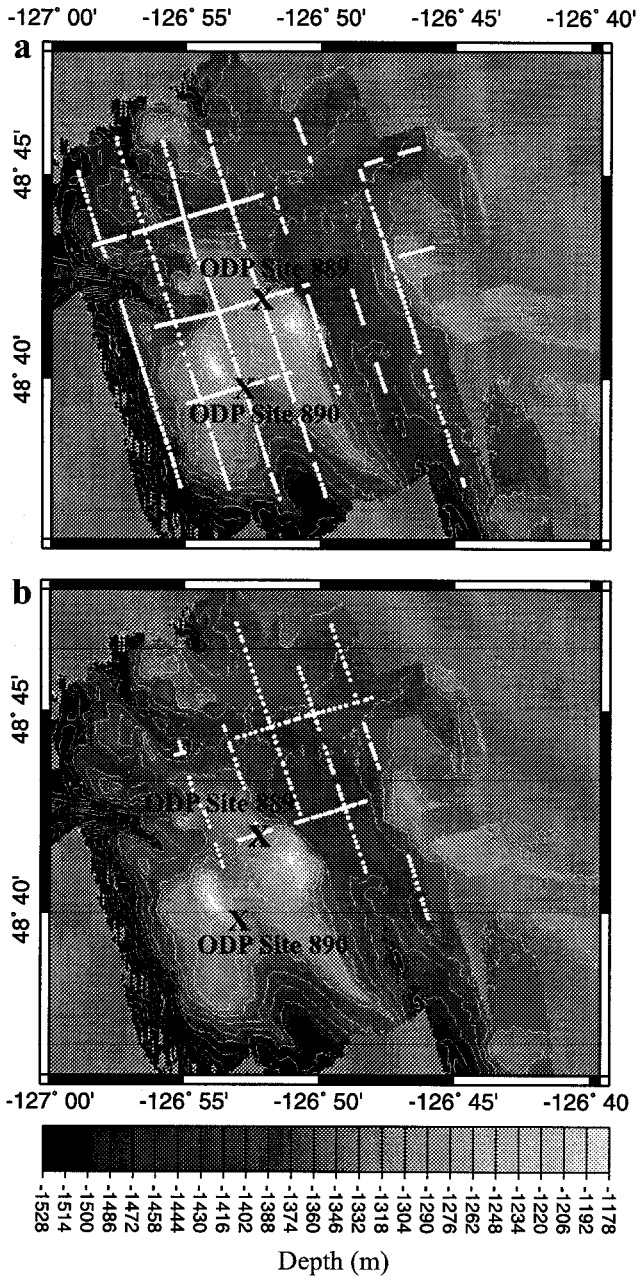 -127° 00' -126° 55' -126° 50' -126° 45' -126° 40'
a
48° 45'
ODP Site 889
48° 40'
ODP Site 890
b
48° 45'
ODP Site 889
48° 40'
ODP Site 890
-127° 00' -126° 55' -126° 50' -126° 45' -126° 40'
-1528 -1514 -1500 -1486 -1472 -1458 -1444 -1430 -1416 -1402 -1388 -1374 -1360 -1346 -1332 -1318 -1304 -1290 -1276 -1262 -1248 -1234 -1220 -1206 -1192 -1178
Depth (m)